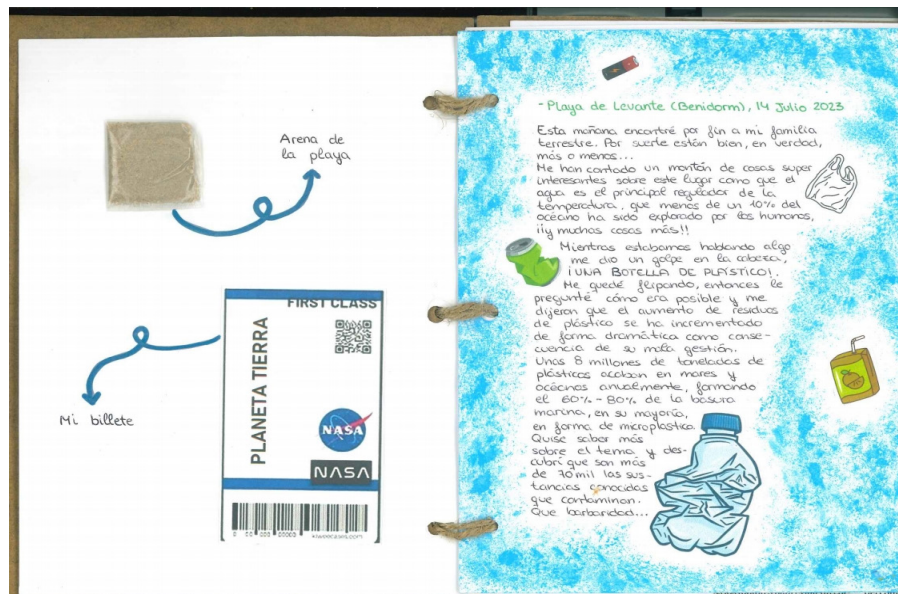 Arena de
la playa
FIRST CLASS
PLANETA TIERRA
NASA
NASA
Mi billete
- Playa de Levante (Benidorm), 14 Julio 2023
Esta mañana encontré por fin a mi familia
terrestre. Por suerte están bien, en verdad,
más o menos...
Me han contado un montón de cosas super
interesantes sobre este lugar como que el
agua es el principal regulador de la
temperatura, que menos de un 10% del
océano ha sido explorado por los humanos,
¡¡y muchas cosas más!!
Mientras estabamos hablando algo
me dio un golpe en la cabeza,
¡UNA BOTELLA DE PLÁSTICO!.
Me quedé flipando, entonces le
pregunté cómo era posible y me
dijeron que el aumento de residuos
de plástico se ha incrementado
de forma dramática como conse-
cuencia de su mala gestión.
Unas 8 millones de toneladas de
plásticos acaban en mares y
océanos anualmente, formando
el 60% - 80% de la basura
marina, en su mayoría,
en forma de microplastico.
Quise saber más
sobre el tema y des-
cubrí que son más
de 70 mil las sus-
tancias conocidas
que contaminan.
Que barbaridad...